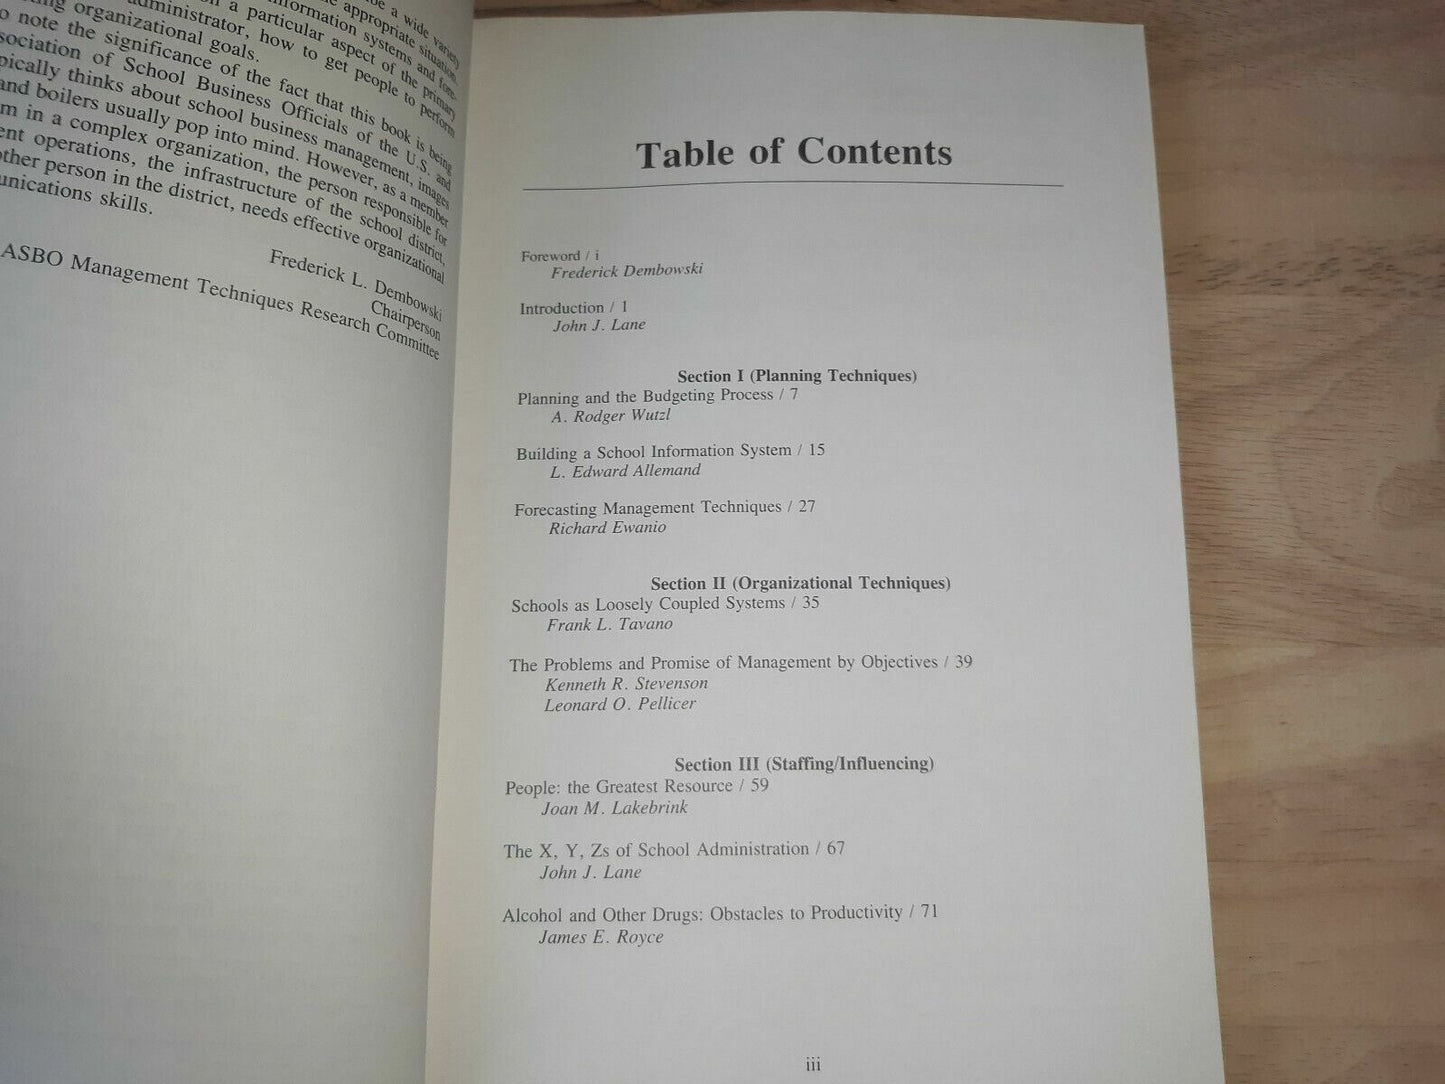 be a wide variety
the appropriate situation,
information systems and fore-
on a particular aspect of the primary
administrator, how to get people to perform
organizational goals.
o note the significance of the fact that this book is being
sociation of School Business Officials of the U.S. and
pically thinks about school business management, images
and boilers usually pop into mind. However, as a member
m in a complex organization, the person responsible for
ent operations, the infrastructure of the school district,
other person in the district, needs effective organizational
unications skills.
Frederick L. Dembowski
Chairperson
ASBO Management Techniques Research Committee
Table of Contents
Foreword / i
Frederick Dembowski
Introduction / 1
John J. Lane
Section I (Planning Techniques)
Planning and the Budgeting Process / 7
A. Rodger Wutzl
Building a School Information System / 15
L. Edward Allemand
Forecasting Management Techniques / 27
Richard Ewanio
Section II (Organizational Techniques)
Schools as Loosely Coupled Systems / 35
Frank L. Tavano
The Problems and Promise of Management by Objectives / 39
Kenneth R. Stevenson
Leonard O. Pellicer
Section III (Staffing/Influencing)
People: the Greatest Resource / 59
Joan M. Lakebrink
The X, Y, Zs of School Administration / 67
John J. Lane
Alcohol and Other Drugs: Obstacles to Productivity / 71
James E. Royce
iii